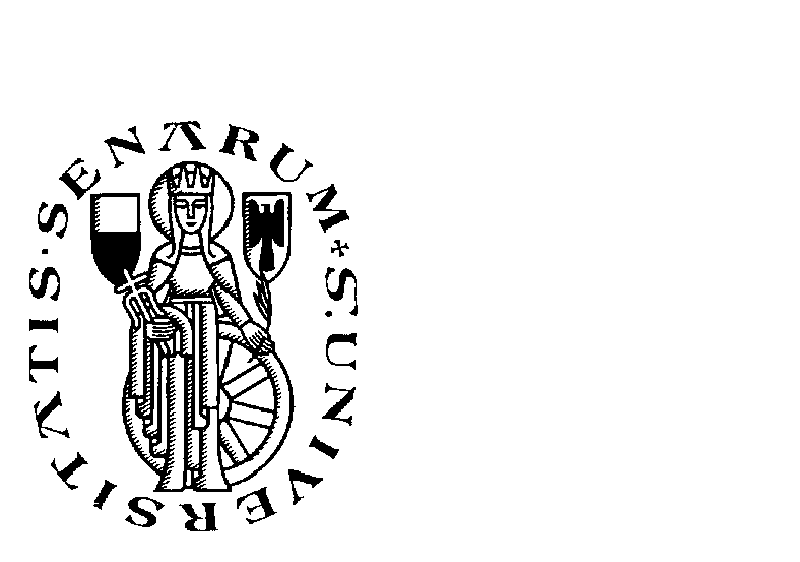 S. UNIVERSITATIS · SENARUM +